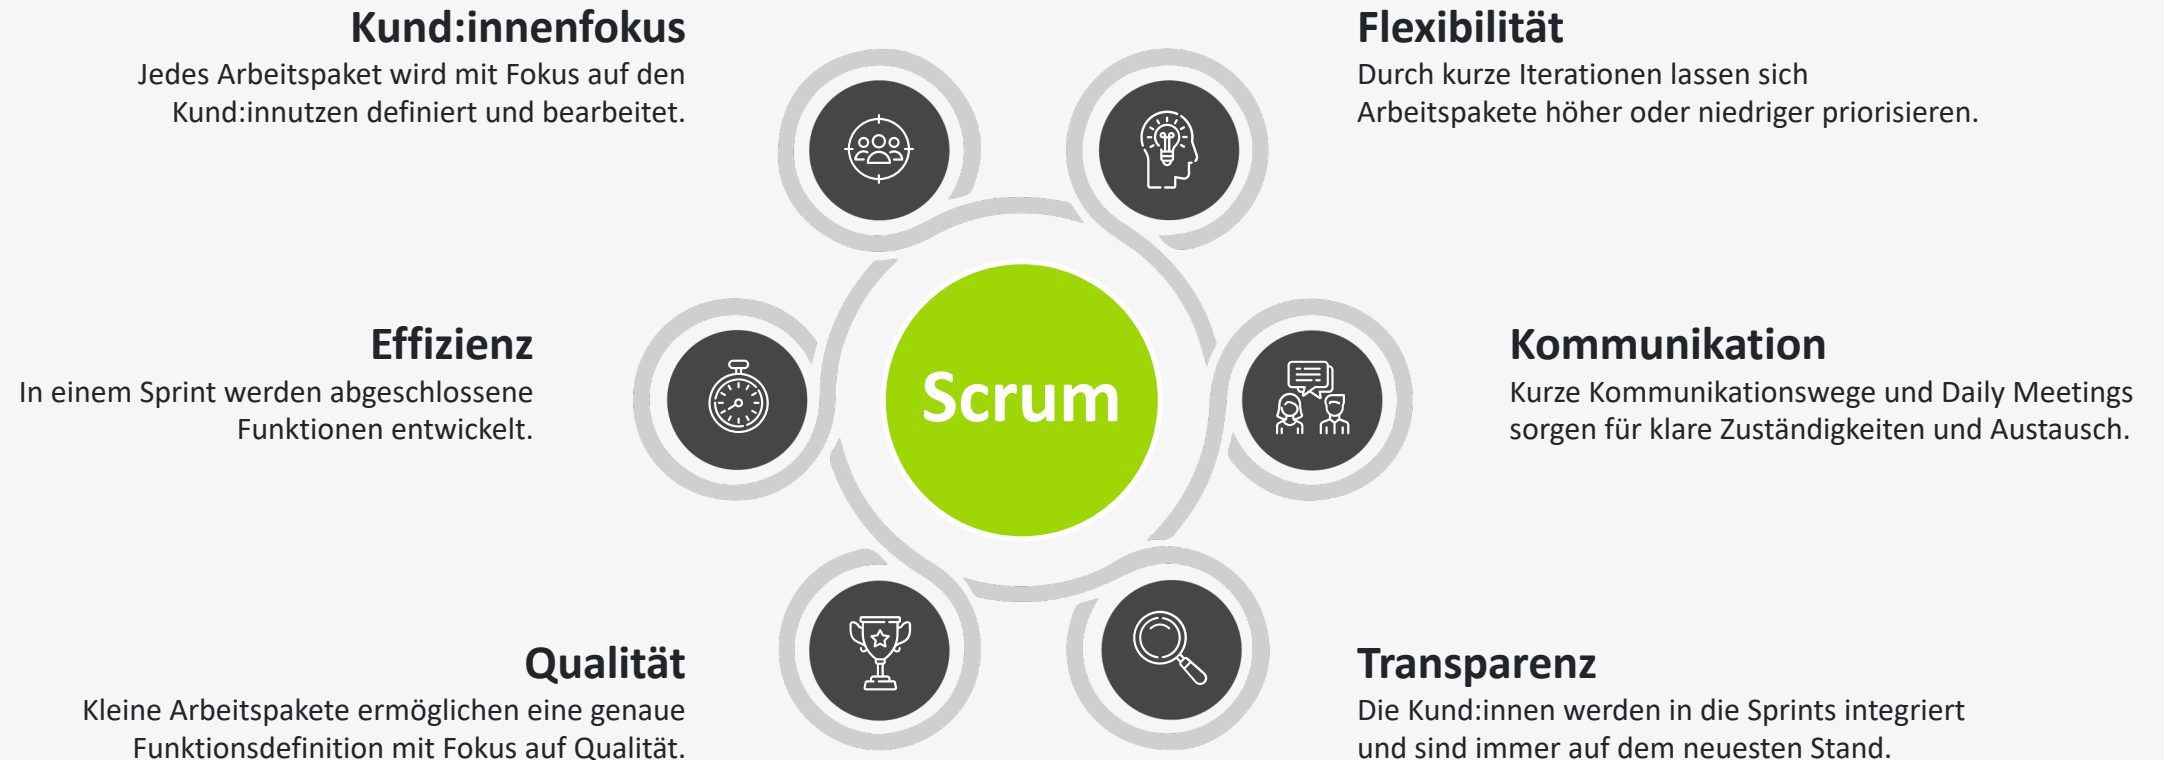 Kund:innenfokus
Jedes Arbeitspaket wird mit Fokus auf den
Kund:innutzen definiert und bearbeitet.
Flexibilität
Durch kurze Iterationen lassen sich
Arbeitspakete höher oder niedriger priorisieren.
Effizienz
In einem Sprint werden abgeschlossene
Funktionen entwickelt.
Scrum
Kommunikation
Kurze Kommunikationswege und Daily Meetings
sorgen für klare Zuständigkeiten und Austausch.
Qualität
Kleine Arbeitspakete ermöglichen eine genaue
Funktionsdefinition mit Fokus auf Qualität.
Transparenz
Die Kund:innen werden in die Sprints integriert
und sind immer auf dem neuesten Stand.